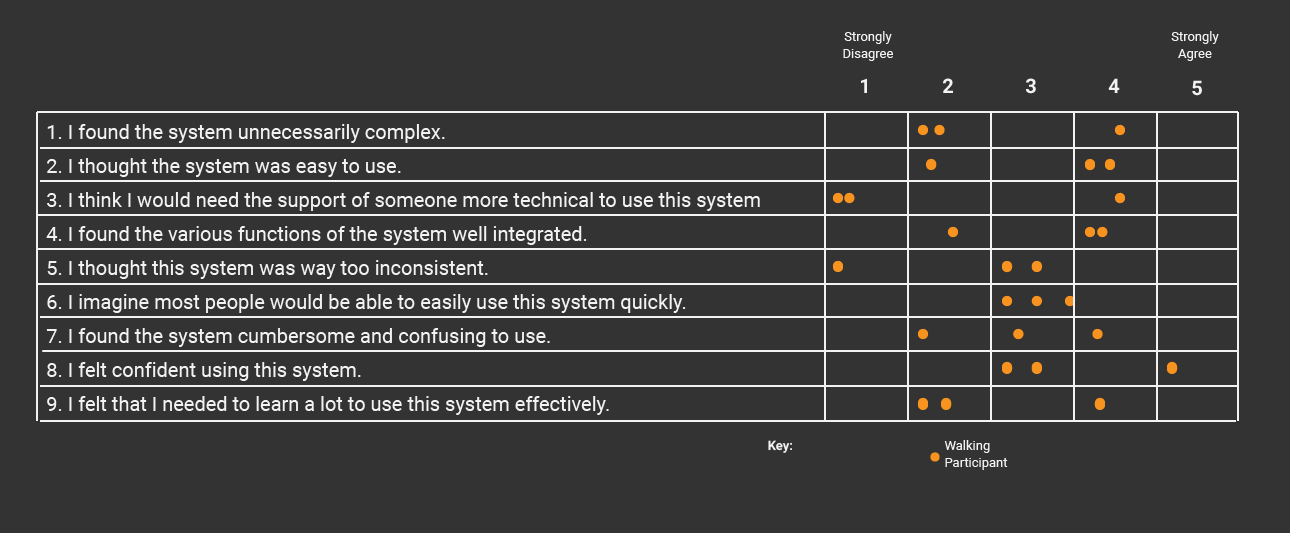 Strongly
Disagree
Strongly
Agree
1 2 3 4 5
1. I found the system unnecessarily complex.
2. I thought the system was easy to use.
3. I think I would need the support of someone more technical to use this system
4. I found the various functions of the system well integrated.
5. I thought this system was way too inconsistent.
6. I imagine most people would be able to easily use this system quickly.
7. I found the system cumbersome and confusing to use.
8. I felt confident using this system.
9. I felt that I needed to learn a lot to use this system effectively.
Key:
Walking
Participant